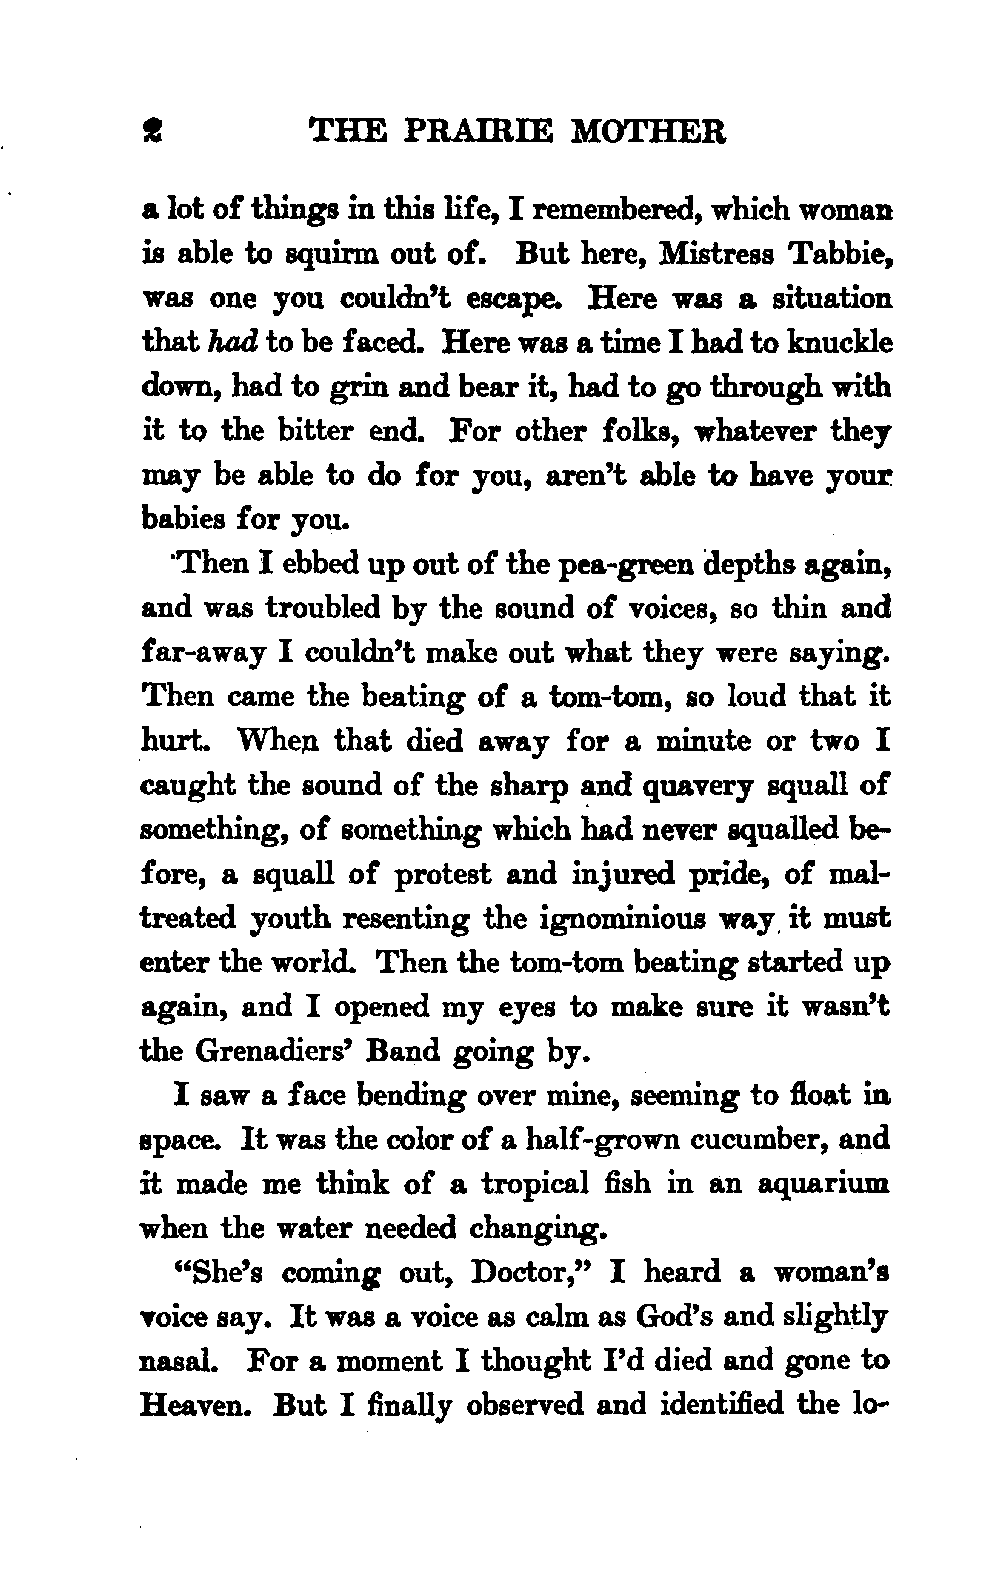 2 THE PRAIRIE MOTHER
a lot of things in this life, I remembered, which woman
is able to squirm out of. But here, Mistress Tabbie,
was one you couldn't escape. Here was a situation
that had to be faced. Here was a time I had to knuckle
down, had to grin and bear it, had to go through with
it to the bitter end. For other folks, whatever they
may be able to do for you, aren't able to have your
babies for you.
Then I ebbed up out of the pea-green depths again,
and was troubled by the sound of voices, so thin and
far-away I couldn't make out what they were saying.
Then came the beating of a tom-tom, so loud that it
hurt. When that died away for a minute or two I
caught the sound of the sharp and quavery squall of
something, of something which had never squalled be-
fore, a squall of protest and injured pride, of mal-
treated youth resenting the ignominious way it must
enter the world. Then the tom-tom beating started up
again, and I opened my eyes to make sure it wasn't
the Grenadiers' Band going by.
I saw a face bending over mine, seeming to float in
space. It was the color of a half-grown cucumber, and
it made me think of a tropical fish in an aquarium
when the water needed changing.
"She's coming out, Doctor," I heard a woman's
voice say. It was a voice as calm as God's and slightly
nasal. For a moment I thought I'd died and gone to
Heaven. But I finally observed and identified the lo-